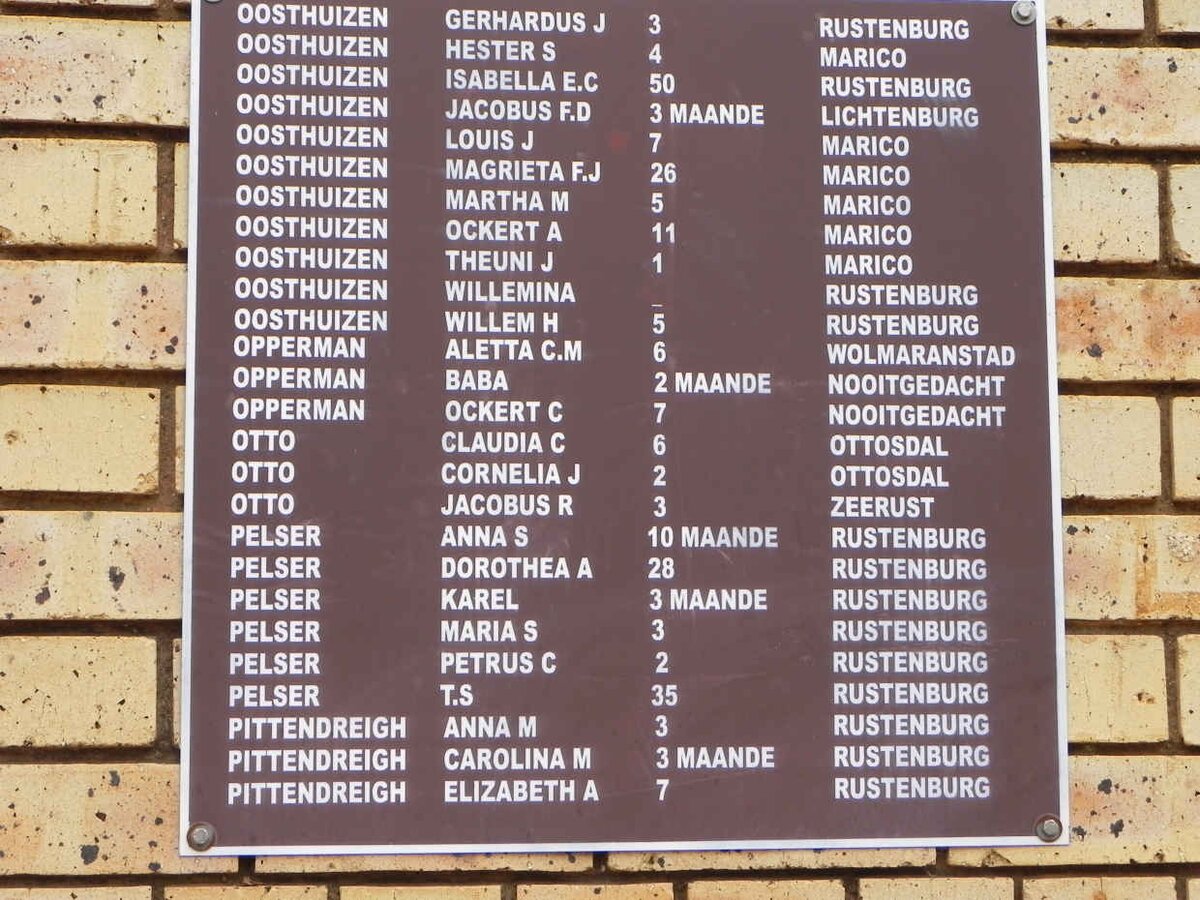 OOSTHUIZEN GERHARDUS J 3 RUSTENBURG
OOSTHUIZEN HESTER S 4 MARICO
OOSTHUIZEN ISABELLA E.C 50 RUSTENBURG
OOSTHUIZEN JACOBUS F.D 3 MAANDE LICHTENBURG
OOSTHUIZEN LOUIS J 7 MARICO
OOSTHUIZEN MAGRIETA F.J 26 MARICO
OOSTHUIZEN MARTHA M 5 MARICO
OOSTHUIZEN OCKERT A 11 MARICO
OOSTHUIZEN THEUNI J 1 MARICO
OOSTHUIZEN WILLEMINA _ RUSTENBURG
OOSTHUIZEN WILLEM H 5 RUSTENBURG
OPPERMAN ALETTA C.M 6 WOLMARANSTAD
OPPERMAN BABA 2 MAANDE NOOITGEDACHT
OPPERMAN OCKERT C 7 NOOITGEDACHT
OTTO CLAUDIA C 6 OTTOSDAL
OTTO CORNELIA J 2 OTTOSDAL
OTTO JACOBUS R 3 ZEERUST
PELSER ANNA S 10 MAANDE RUSTENBURG
PELSER DOROTHEA A 28 RUSTENBURG
PELSER KAREL 3 MAANDE RUSTENBURG
PELSER MARIA S 3 RUSTENBURG
PELSER PETRUS C 2 RUSTENBURG
PELSER T.S 35 RUSTENBURG
PITTENDREIGH ANNA M 3 RUSTENBURG
PITTENDREIGH CAROLINA M 3 MAANDE RUSTENBURG
PITTENDREIGH ELIZABETH A 7 RUSTENBURG